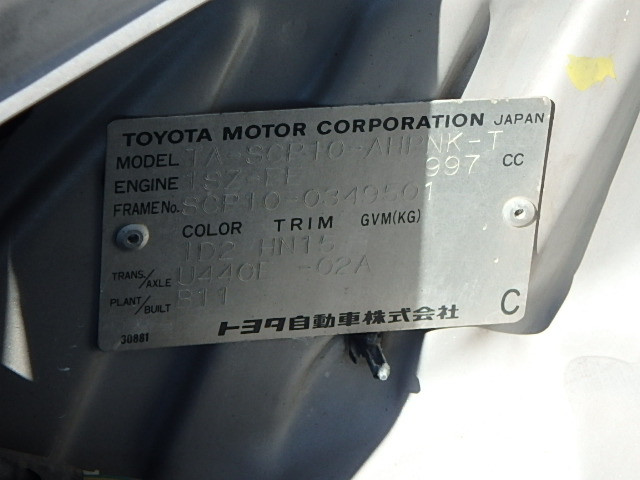 TOYOTA MOTOR CORPORATION JAPAN
MODEL TA-SCP10-AHPNK-T
ENGINE 1SZ-FE 997 CC
FRAME No. SCP10-0349501
COLOR TRIM GVM(KG)
1D2 HN15
TRANS./AXLE U440E -02A
PLANT/BUILT S11
トヨタ自動車株式会社 C
30881